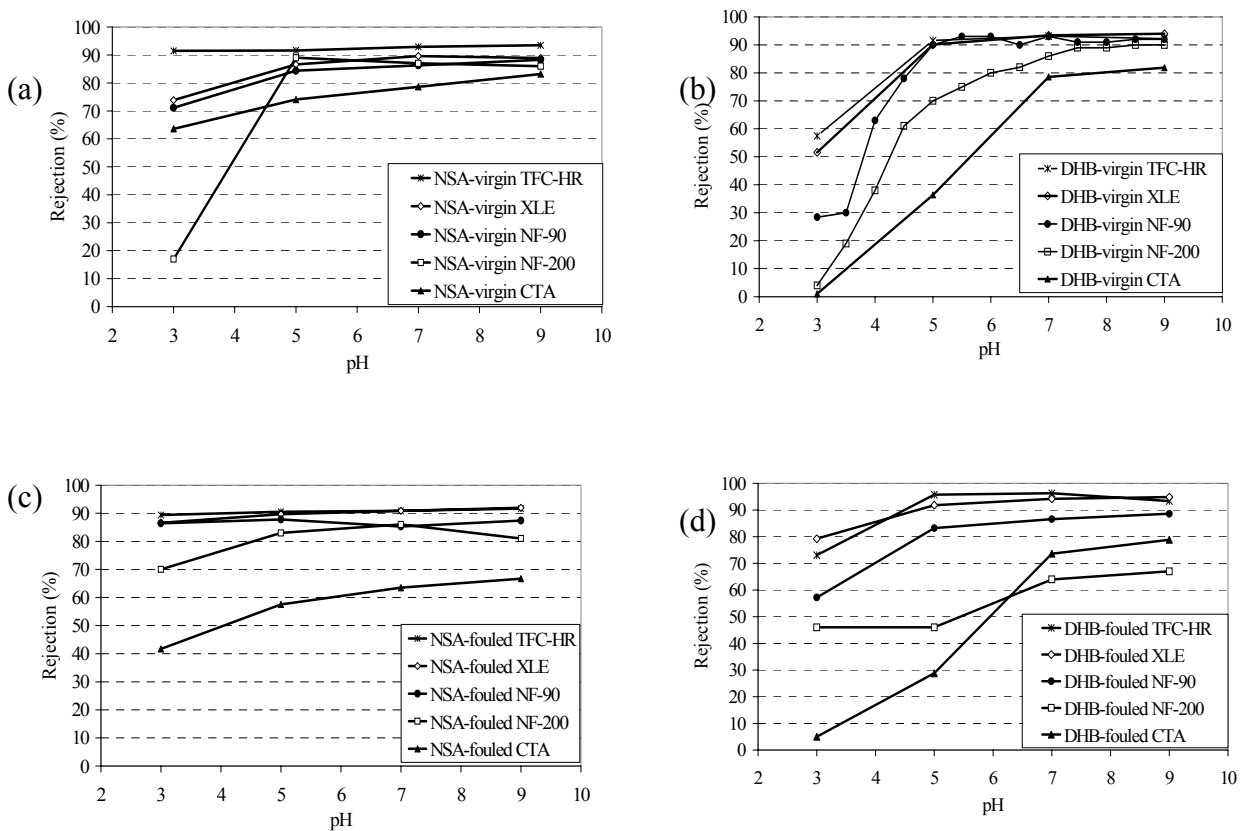 (a)
Rejection (%)
100
90
80
70
60
50
40
30
20
10
0
2 3 4 5 6 7 8 9 10
pH
NSA-virgin TFC-HR
NSA-virgin XLE
NSA-virgin NF-90
NSA-virgin NF-200
NSA-virgin CTA
(b)
Rejection (%)
100
90
80
70
60
50
40
30
20
10
0
2 3 4 5 6 7 8 9 10
pH
DHB-virgin TFC-HR
DHB-virgin XLE
DHB-virgin NF-90
DHB-virgin NF-200
DHB-virgin CTA
(c)
Rejection (%)
100
90
80
70
60
50
40
30
20
10
0
2 3 4 5 6 7 8 9 10
pH
NSA-fouled TFC-HR
NSA-fouled XLE
NSA-fouled NF-90
NSA-fouled NF-200
NSA-fouled CTA
(d)
Rejection (%)
100
90
80
70
60
50
40
30
20
10
0
2 3 4 5 6 7 8 9 10
pH
DHB-fouled TFC-HR
DHB-fouled XLE
DHB-fouled NF-90
DHB-fouled NF-200
DHB-fouled CTA